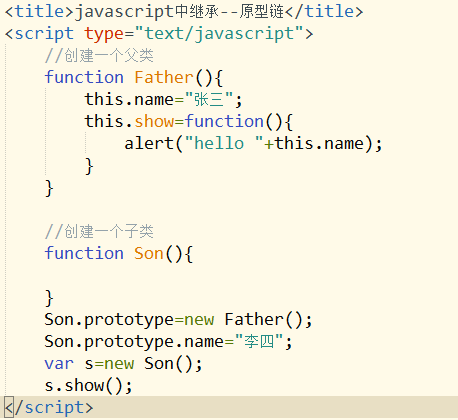 <title>javascript中继承--原型链</title>
<script type="text/javascript">
//创建一个父类
function Father(){
this.name="张三";
this.show=function(){
alert("hello "+this.name);
}
}
//创建一个子类
function Son(){
}
Son.prototype=new Father();
Son.prototype.name="李四";
var s=new Son();
s.show();
</script>